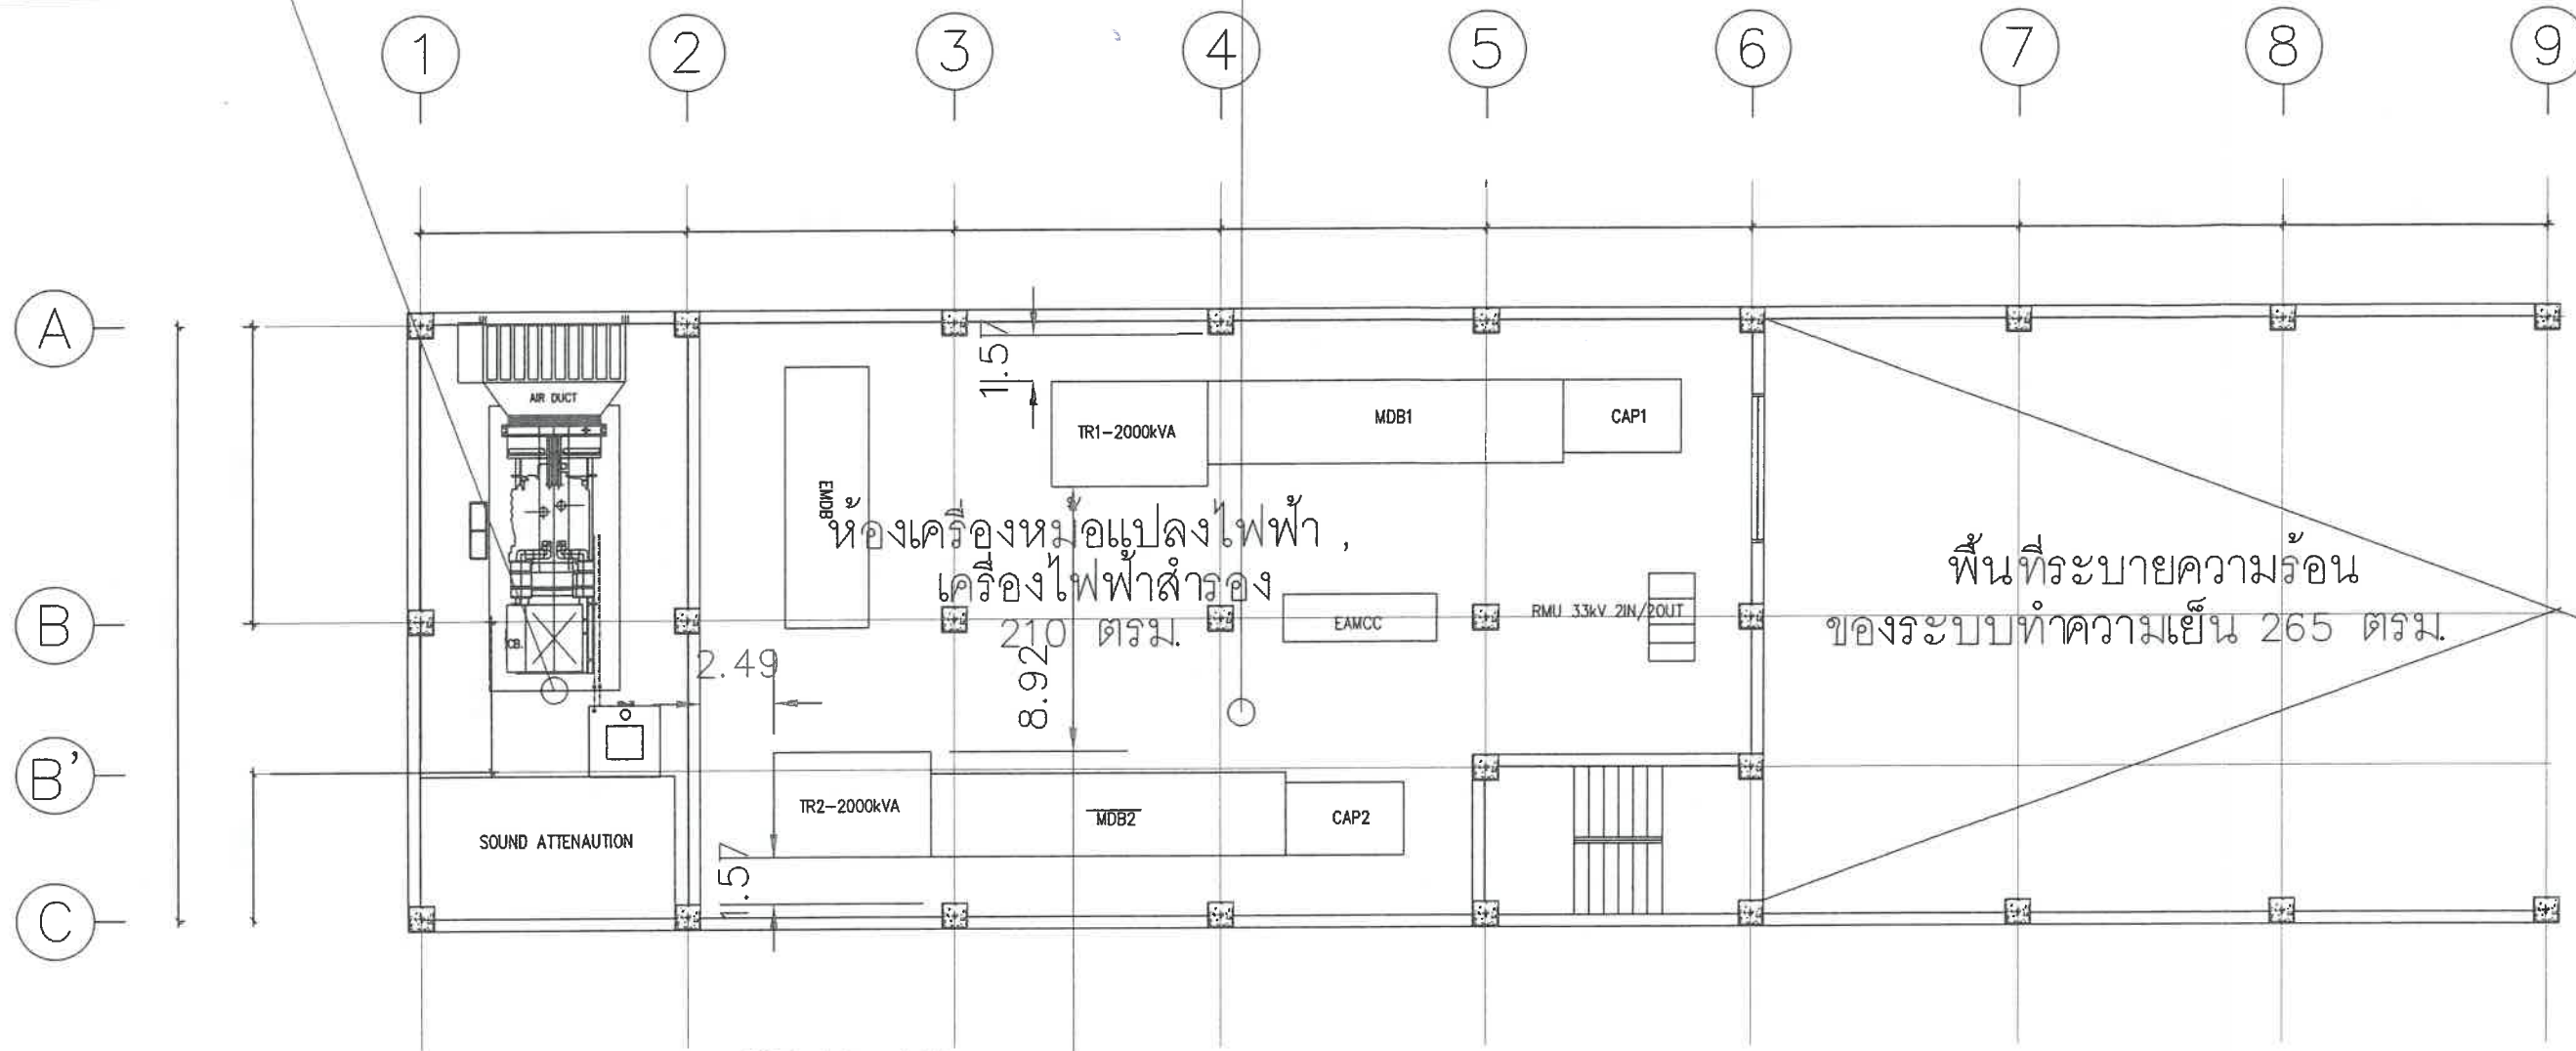 1 2 3 4 5 6 7 8 9
A
1.57
AIR DUCT
TR1-2000kVA
MDB1
CAP1
EMDB
ห้องเครื่องหม้อแปลงไฟฟ้า ,
เครื่องไฟฟ้าสำรอง
210 ตรม.
พื้นที่ระบายความร้อน
ของระบบทำความเย็น 265 ตรม.
B
EAMCC
RMU 33kV 2IN/2OUT
2.49
8.92
B'
TR2-2000kVA
MDB2
CAP2
SOUND ATTENAUTION
1.57
C